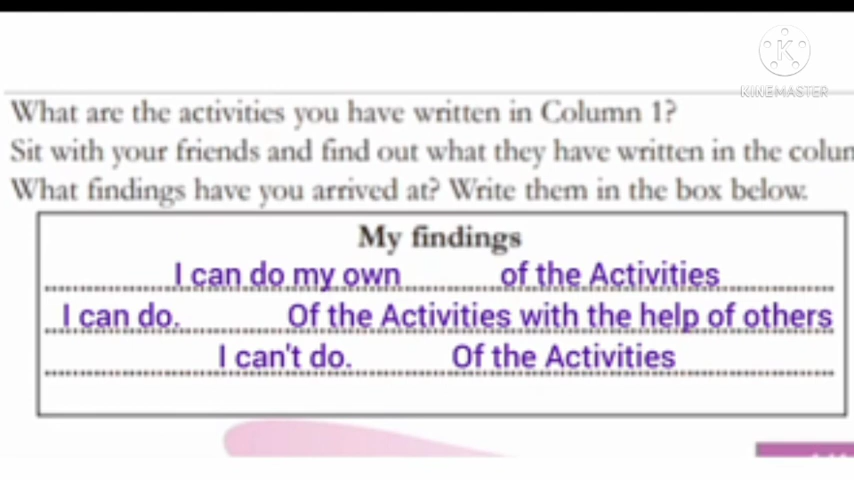 KINEMASTER
What are the activities you have written in Column 1?
Sit with your friends and find out what they have written in the colum
What findings have you arrived at? Write them in the box below.
My findings
I can do my own of the Activities
I can do. Of the Activities with the help of others
I can't do. Of the Activities